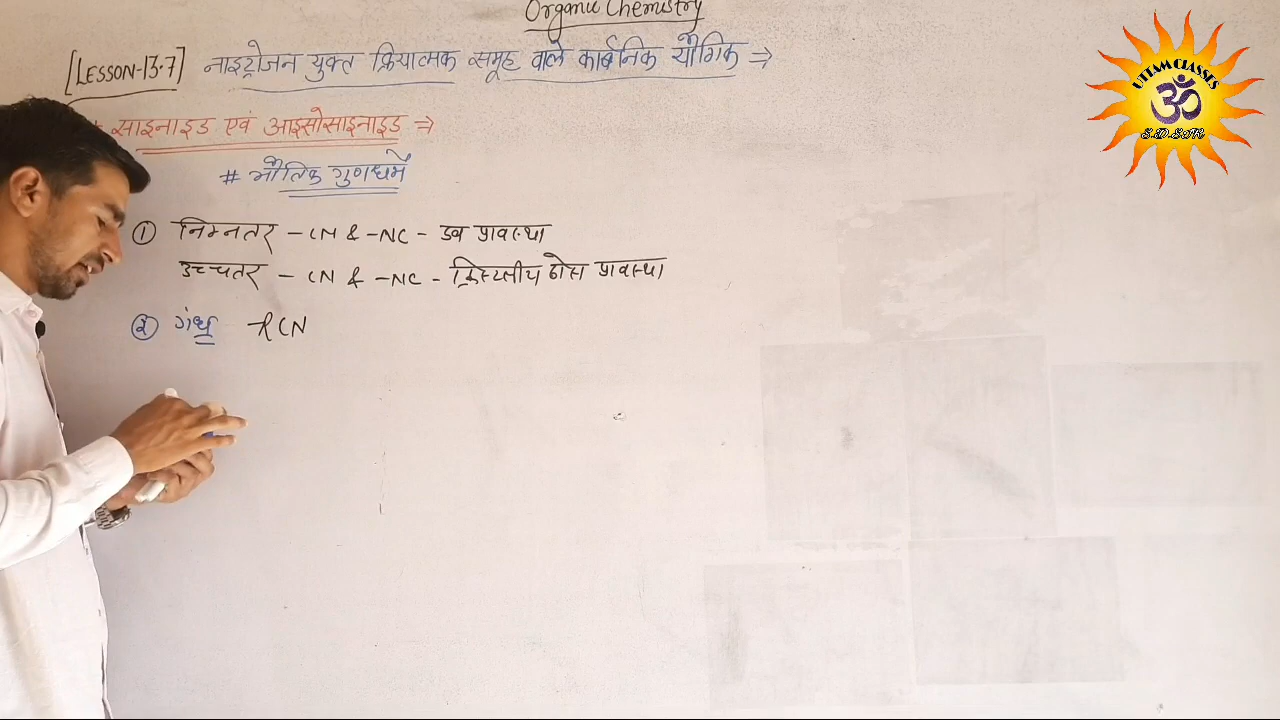 Organic Chemistry
[LESSON-13.7] नाइट्रोजन युक्त क्रियात्मक समूह वाले कार्बनिक यौगिक ⇒
* साइनाइड एवं आइसोसाइनाइड ⇒
# भौतिक गुणधर्म
① निम्नतर - CN & -NC - द्रव प्रावस्था
उच्चतर - CN & -NC - क्रिस्टलीय ठोस प्रावस्था
② गंध RCN
UTTAM CLASSES
ॐ